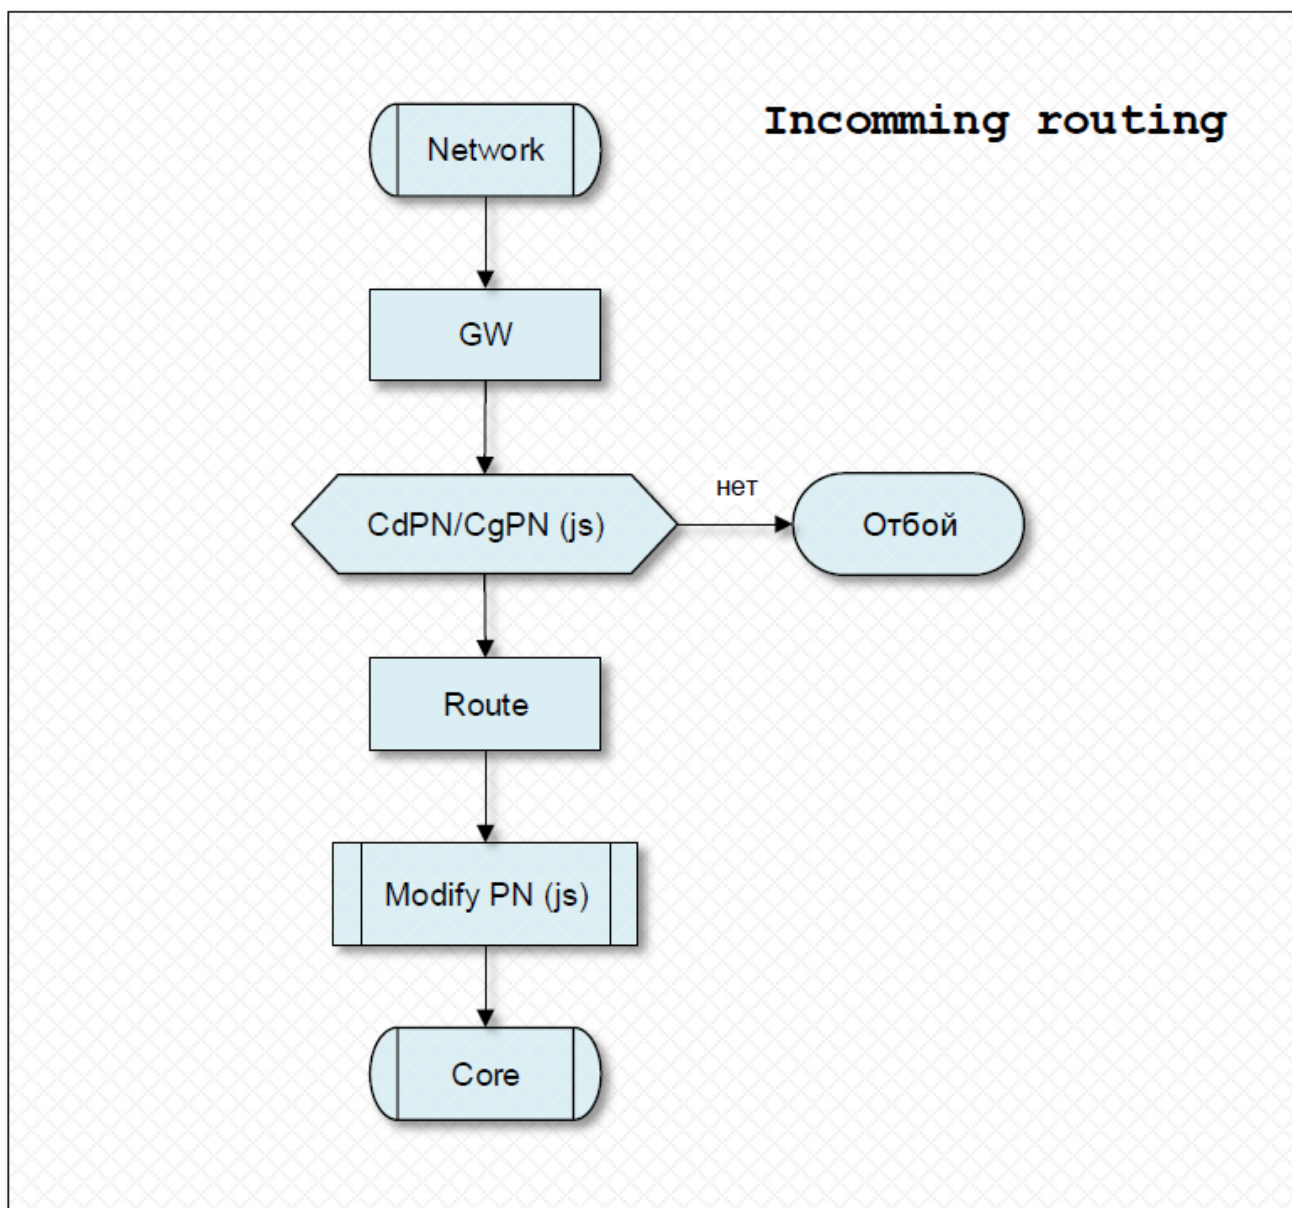 Incomming routing
Network
GW
CdPN/CgPN (js)
нет
Отбой
Route
Modify PN (js)
Core